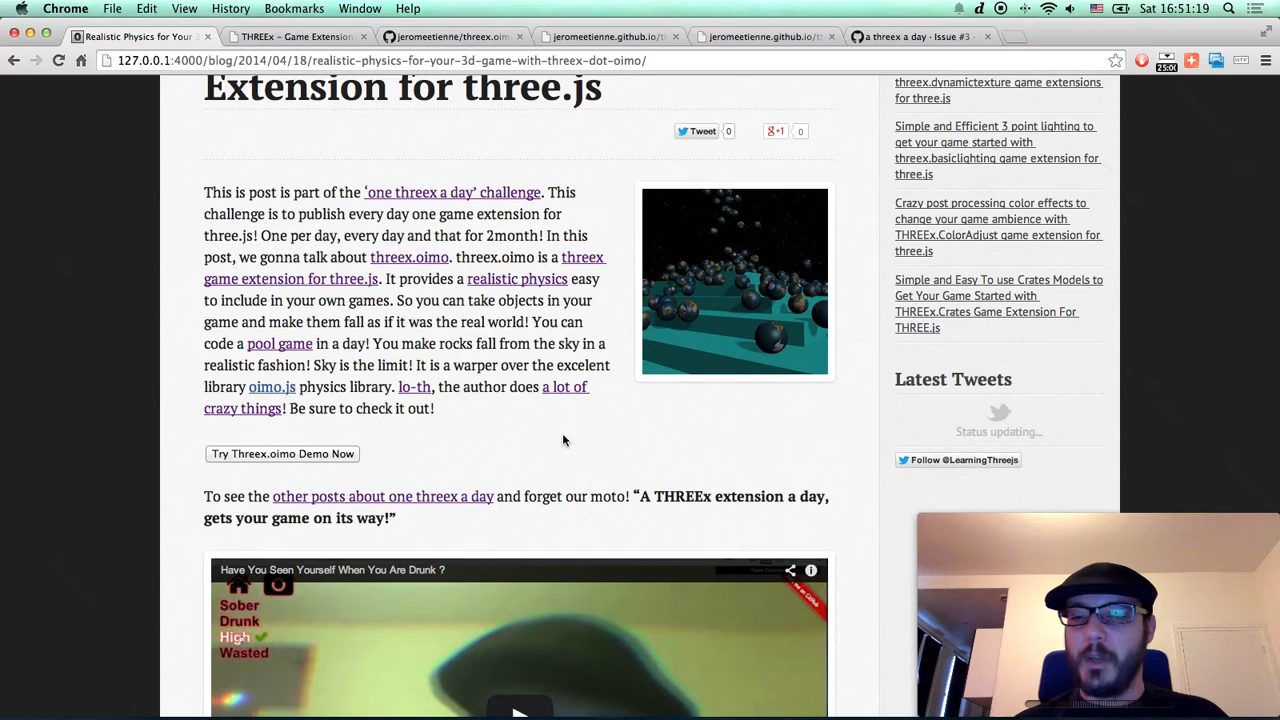 Chrome File Edit View History Bookmarks Window Help
Sat 16:51:19
Realistic Physics for Your 3
THREEx – Game Extension
jeromeetienne/threex.oimo
jeromeetienne.github.io/th
jeromeetienne.github.io/th
a threex a day · Issue #3 ·
127.0.0.1:4000/blog/2014/04/18/realistic-physics-for-your-3d-game-with-threex-dot-oimo/
25:00
Extension for three.js
Tweet 0
g+1 0
This is post is part of the ‘one threex a day’ challenge. This
challenge is to publish every day one game extension for
three.js! One per day, every day and that for 2month! In this
post, we gonna talk about threex.oimo. threex.oimo is a threex
game extension for three.js. It provides a realistic physics easy
to include in your own games. So you can take objects in your
game and make them fall as if it was the real world! You can
code a pool game in a day! You make rocks fall from the sky in a
realistic fashion! Sky is the limit! It is a warper over the excelent
library oimo.js physics library. lo-th, the author does a lot of
crazy things! Be sure to check it out!
Try Threex.oimo Demo Now
To see the other posts about one threex a day and forget our moto! “A THREEx extension a day,
gets your game on its way!”
Have You Seen Yourself When You Are Drunk ?
Sober
Drunk
High
Wasted
threex.dynamictexture game extensions
for three.js
Simple and Efficient 3 point lighting to
get your game started with
threex.basiclighting game extension for
three.js
Crazy post processing color effects to
change your game ambience with
THREEx.ColorAdjust game extension for
three.js
Simple and Easy To use Crates Models to
Get Your Game Started with
THREEx.Crates Game Extension For
THREE.js
Latest Tweets
Status updating...
Follow @LearningThreejs